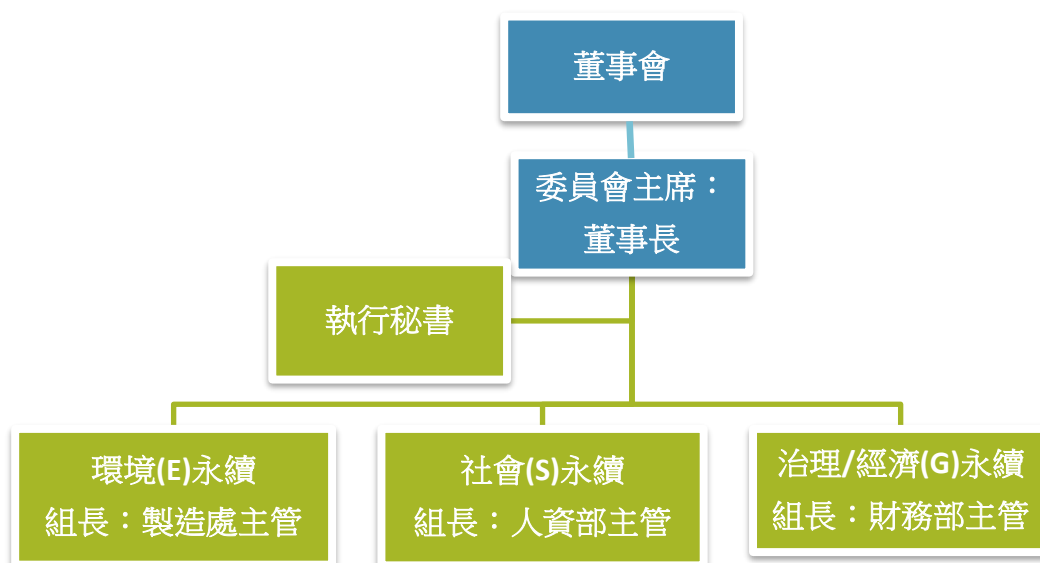 董事會
委員會主席：
董事長
執行秘書
環境(E)永續
組長：製造處主管
社會(S)永續
組長：人資部主管
治理/經濟(G)永續
組長：財務部主管